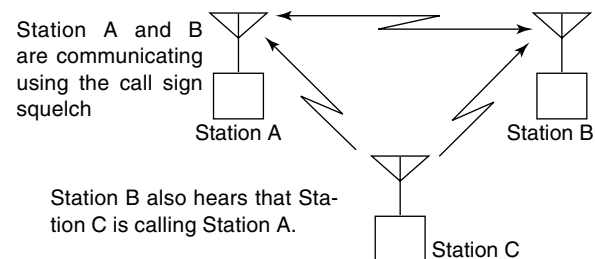 Station A and B
are communicating
using the call sign
squelch
Station A
Station B
Station B also hears that Sta-
tion C is calling Station A.
Station C